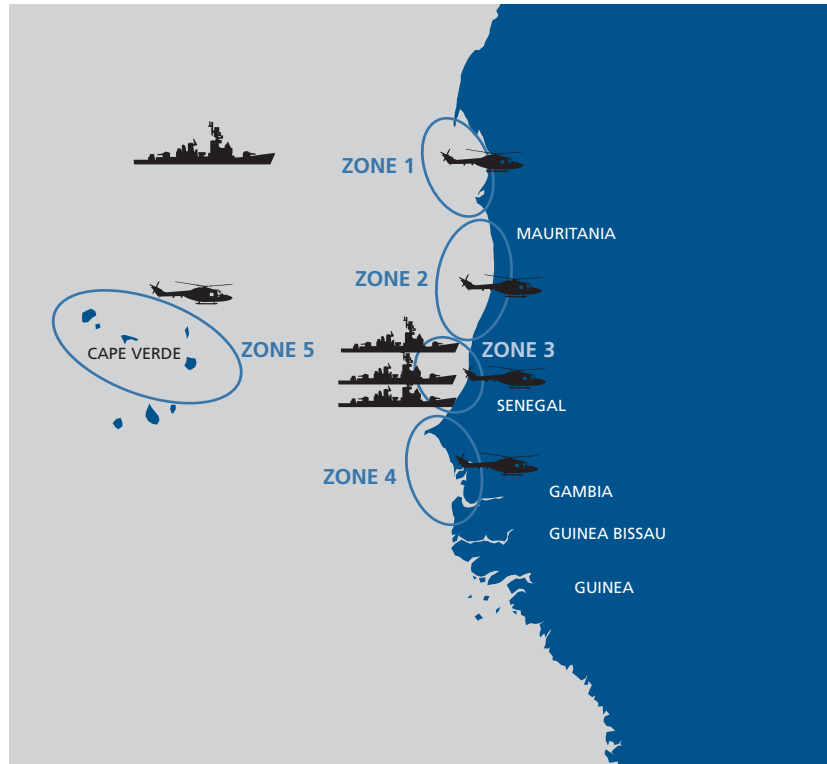 ZONE 1
MAURITANIA
ZONE 2
ZONE 5
ZONE 3
CAPE VERDE
SENEGAL
ZONE 4
GAMBIA
GUINEA BISSAU
GUINEA